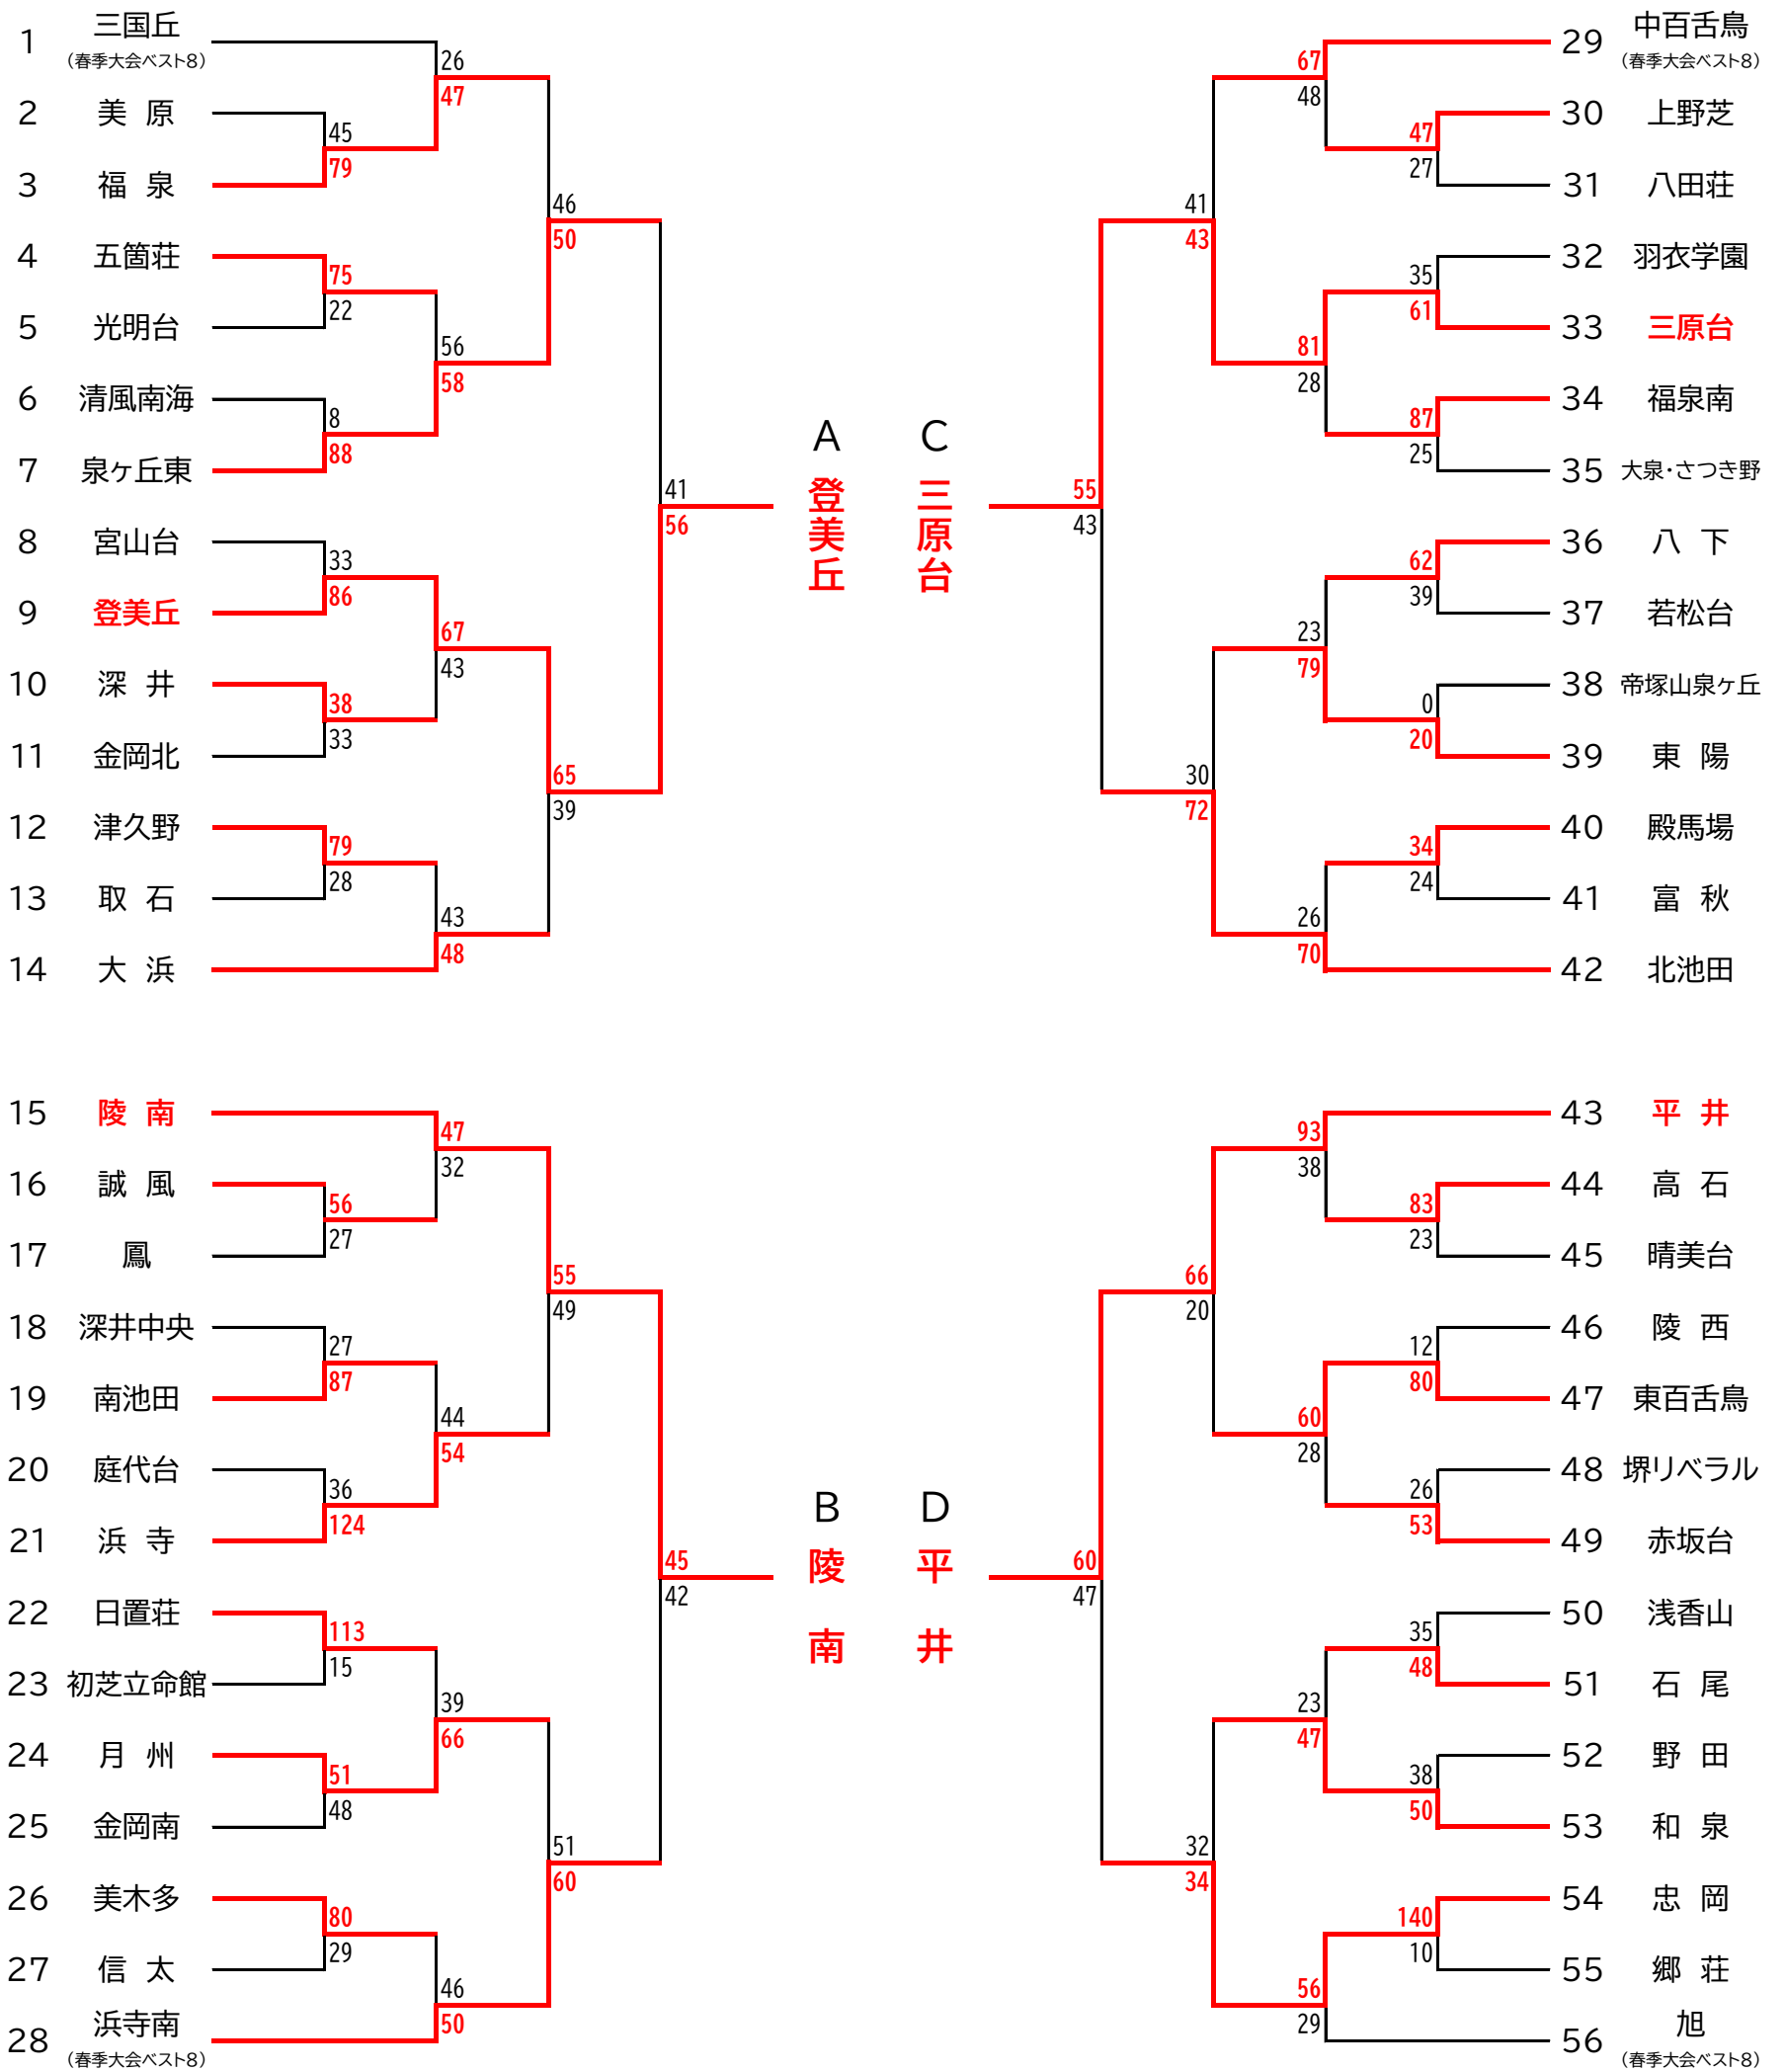 1 三国丘
(春季大会ベスト8)
2 美原
3 福泉
4 五箇荘
5 光明台
6 清風南海
7 泉ヶ丘東
8 宮山台
9 登美丘
10 深井
11 金岡北
12 津久野
13 取石
14 大浜
26
47
45
79
75
22
56
58
8
88
46
50
33
86
67
43
38
33
65
39
79
28
43
48
41
56
A
登美丘
C
三原台
55
43
67
48
47
27
41
43
35
61
81
28
87
25
62
39
23
79
0
20
30
72
34
24
26
70
29 中百舌鳥
(春季大会ベスト8)
30 上野芝
31 八田荘
32 羽衣学園
33 三原台
34 福泉南
35 大泉・さつき野
36 八下
37 若松台
38 帝塚山泉ヶ丘
39 東陽
40 殿馬場
41 富秋
42 北池田
15 陵南
16 誠風
17 鳳
18 深井中央
19 南池田
20 庭代台
21 浜寺
22 日置荘
23 初芝立命館
24 月州
25 金岡南
26 美木多
27 信太
28 浜寺南
(春季大会ベスト8)
47
32
56
27
55
49
27
87
44
54
36
124
113
15
39
66
51
48
51
60
80
29
46
50
45
42
B
陵南
D
平井
60
47
93
38
83
23
66
20
12
80
60
28
26
53
35
48
23
47
38
50
32
34
140
10
56
29
43 平井
44 高石
45 晴美台
46 陵西
47 東百舌鳥
48 堺リベラル
49 赤坂台
50 浅香山
51 石尾
52 野田
53 和泉
54 忠岡
55 郷荘
56 旭
(春季大会ベスト8)